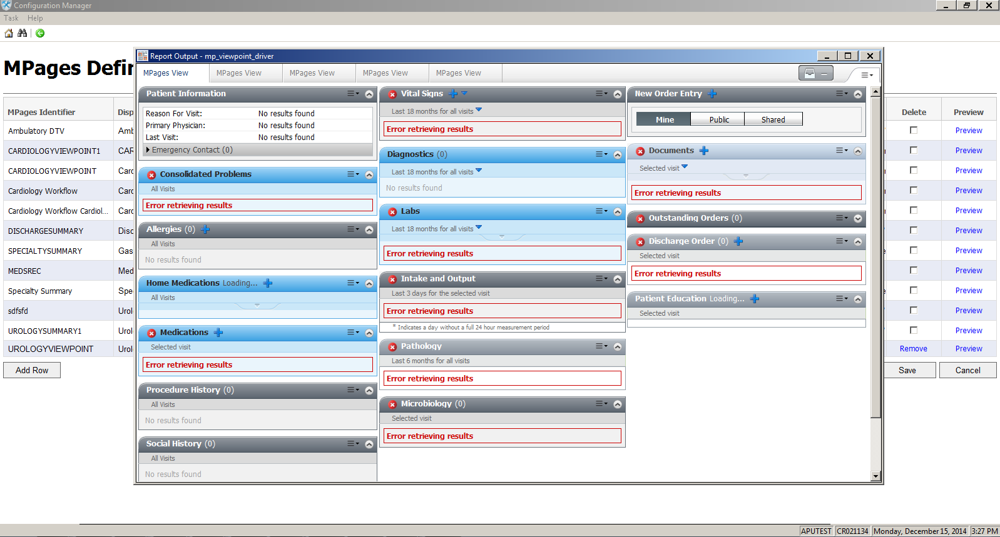 Configuration Manager
Task Help
MPages Defin
MPages Identifier Disp
Ambulatory DTV Amb
CARDIOLOGYVIEWPOINT1 CAR
CARDIOLOGYVIEWPOINT Card
Cardiology Workflow Card
Cardiology Workflow Cardiol... Card
DISCHARGESUMMARY Disc
SPECIALTYSUMMARY Gas
MEDSREC Med
Specialty Summary Spe
sdfsfd Urol
UROLOGYSUMMARY1 Urol
UROLOGYVIEWPOINT Urol
Add Row
Report Output - mp_viewpoint_driver
MPages View MPages View MPages View MPages View MPages View
Patient Information
Reason For Visit: No results found
Primary Physician: No results found
Last Visit: No results found
Emergency Contact (0)
Consolidated Problems
All Visits
Error retrieving results
Allergies (0)
All Visits
No results found
Home Medications Loading...
All Visits
Medications
Selected visit
Error retrieving results
Procedure History (0)
All Visits
No results found
Social History (0)
All Visits
No results found
Vital Signs
Last 18 months for all visits
Error retrieving results
Diagnostics (0)
Last 18 months for all visits
No results found
Labs
Last 18 months for all visits
Error retrieving results
Intake and Output
Last 3 days for the selected visit
Error retrieving results
* Indicates a day without a full 24 hour measurement period
Pathology
Last 6 months for all visits
Error retrieving results
Microbiology (0)
Selected visit
Error retrieving results
New Order Entry
Mine Public Shared
Documents
Selected visit
Error retrieving results
Outstanding Orders (0)
Discharge Order (0)
Selected visit
Error retrieving results
Patient Education Loading...
Selected visit
Delete Preview
Preview
Preview
Preview
Preview
Preview
Preview
Preview
Preview
Preview
Preview
Preview
Remove Preview
Save Cancel
APUTEST CR021134 Monday, December 15, 2014 3:27 PM